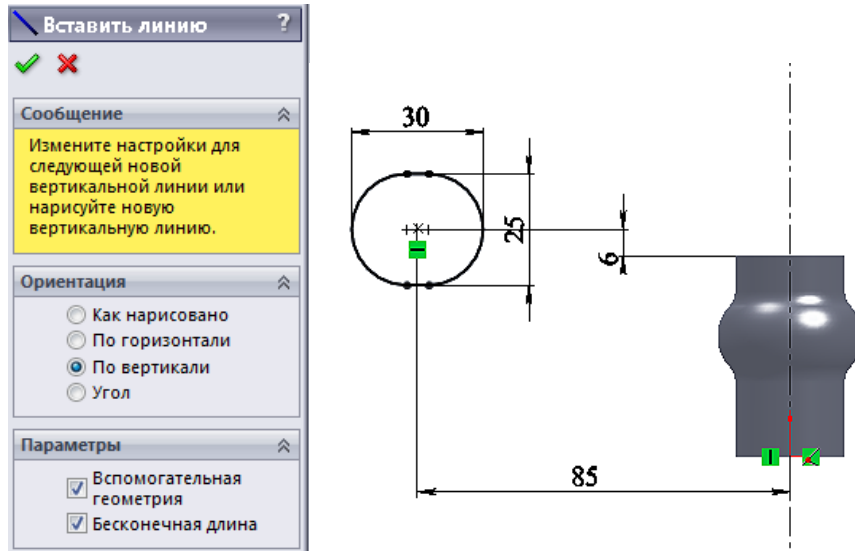 Вставить линию ?
Сообщение
Измените настройки для
следующей новой
вертикальной линии или
нарисуйте новую
вертикальную линию.
Ориентация
Как нарисовано
По горизонтали
По вертикали
Угол
Параметры
Вспомогательная
геометрия
Бесконечная длина
30
25
6
85